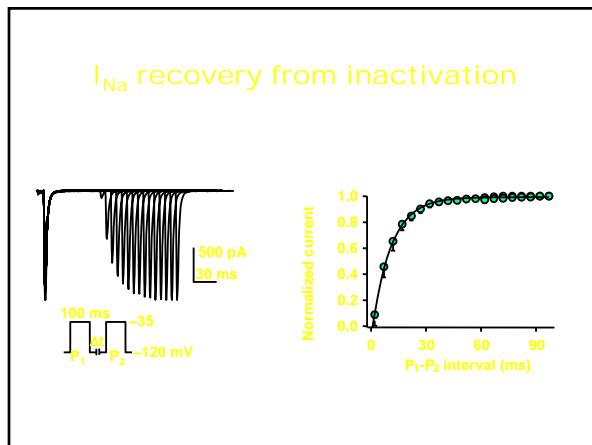 I_Na recovery from inactivation
500 pA
30 ms
100 ms
–35
Δt
P₁
P₂
–120 mV
Normalized current
1.0
0.8
0.6
0.4
0.2
0.0
0
30
60
90
P₁-P₂ interval (ms)